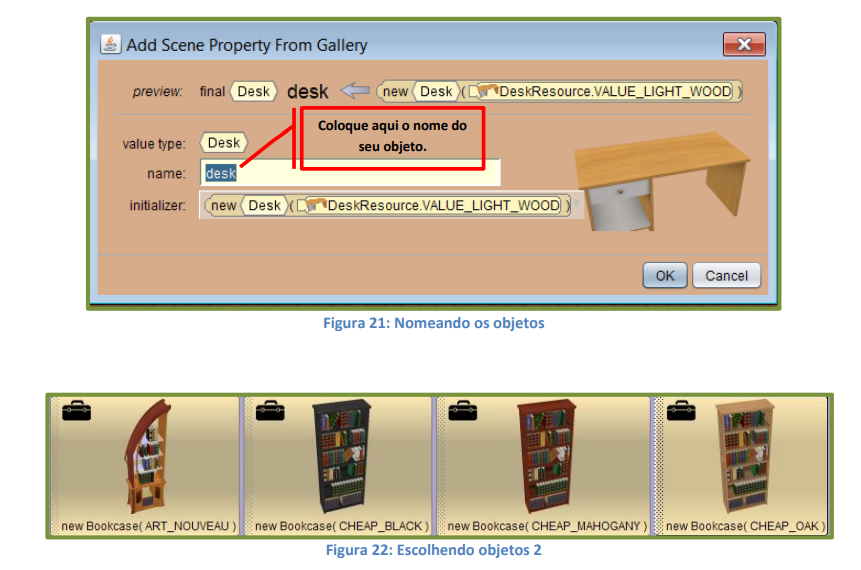 Add Scene Property From Gallery
preview: final Desk desk new Desk ( DeskResource.VALUE_LIGHT_WOOD )
Coloque aqui o nome do
seu objeto.
value type: Desk
name: desk
initializer: new Desk ( DeskResource.VALUE_LIGHT_WOOD )
OK Cancel
Figura 21: Nomeando os objetos
new Bookcase( ART_NOUVEAU ) new Bookcase( CHEAP_BLACK ) new Bookcase( CHEAP_MAHOGANY ) new Bookcase( CHEAP_OAK )
Figura 22: Escolhendo objetos 2